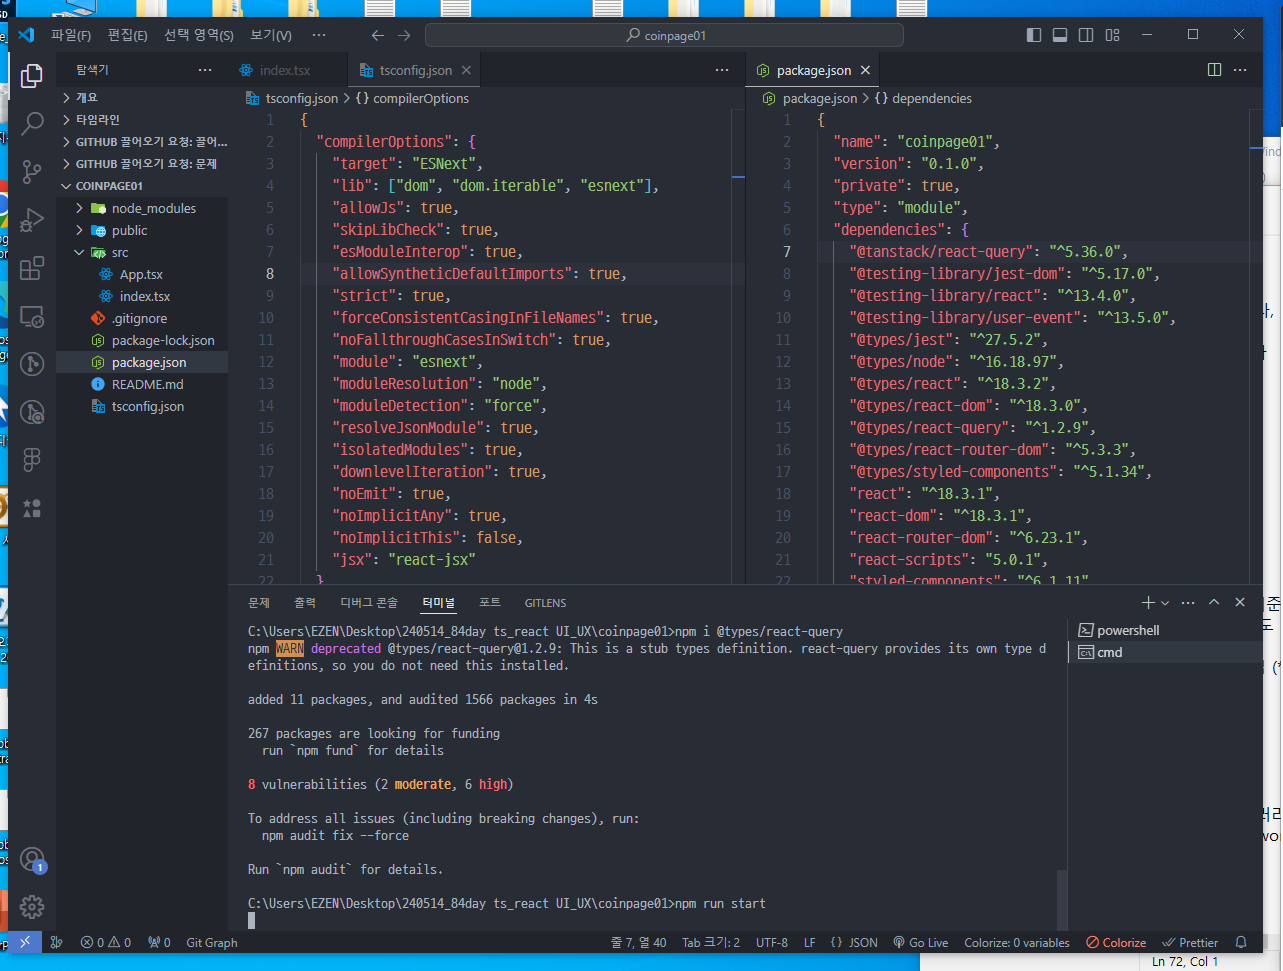 파일(F) 편집(E) 선택 영역(S) 보기(V) ··· coinpage01
탐색기 ···
개요
타임라인
GITHUB 끌어오기 요청: 끌어...
GITHUB 끌어오기 요청: 문제
COINPAGE01
node_modules
public
src
App.tsx
index.tsx
.gitignore
package-lock.json
package.json
README.md
tsconfig.json
index.tsx tsconfig.json ···
tsconfig.json > {} compilerOptions
1 {
2 "compilerOptions": {
3 "target": "ESNext",
4 "lib": ["dom", "dom.iterable", "esnext"],
5 "allowJs": true,
6 "skipLibCheck": true,
7 "esModuleInterop": true,
8 "allowSyntheticDefaultImports": true,
9 "strict": true,
10 "forceConsistentCasingInFileNames": true,
11 "noFallthroughCasesInSwitch": true,
12 "module": "esnext",
13 "moduleResolution": "node",
14 "moduleDetection": "force",
15 "resolveJsonModule": true,
16 "isolatedModules": true,
17 "downlevelIteration": true,
18 "noEmit": true,
19 "noImplicitAny": true,
20 "noImplicitThis": false,
21 "jsx": "react-jsx"
22 }
package.json ···
package.json > {} dependencies
1 {
2 "name": "coinpage01",
3 "version": "0.1.0",
4 "private": true,
5 "type": "module",
6 "dependencies": {
7 "@tanstack/react-query": "^5.36.0",
8 "@testing-library/jest-dom": "^5.17.0",
9 "@testing-library/react": "^13.4.0",
10 "@testing-library/user-event": "^13.5.0",
11 "@types/jest": "^27.5.2",
12 "@types/node": "^16.18.97",
13 "@types/react": "^18.3.2",
14 "@types/react-dom": "^18.3.0",
15 "@types/react-query": "^1.2.9",
16 "@types/react-router-dom": "^5.3.3",
17 "@types/styled-components": "^5.1.34",
18 "react": "^18.3.1",
19 "react-dom": "^18.3.1",
20 "react-router-dom": "^6.23.1",
21 "react-scripts": "5.0.1",
22 "styled-components": "^6.1.11"
문제 출력 디버그 콘솔 터미널 포트 GITLENS
C:\Users\EZEN\Desktop\240514_84day ts_react UI_UX\coinpage01>npm i @types/react-query
npm WARN deprecated @types/react-query@1.2.9: This is a stub types definition. react-query provides its own type d
efinitions, so you do not need this installed.
added 11 packages, and audited 1566 packages in 4s
267 packages are looking for funding
run `npm fund` for details
8 vulnerabilities (2 moderate, 6 high)
To address all issues (including breaking changes), run:
npm audit fix --force
Run `npm audit` for details.
C:\Users\EZEN\Desktop\240514_84day ts_react UI_UX\coinpage01>npm run start
powershell
cmd
1
0 0 0 Git Graph 줄 7, 열 40 Tab 크기: 2 UTF-8 LF {} JSON Go Live Colorize: 0 variables Colorize Prettier
Ln 72, Col 1